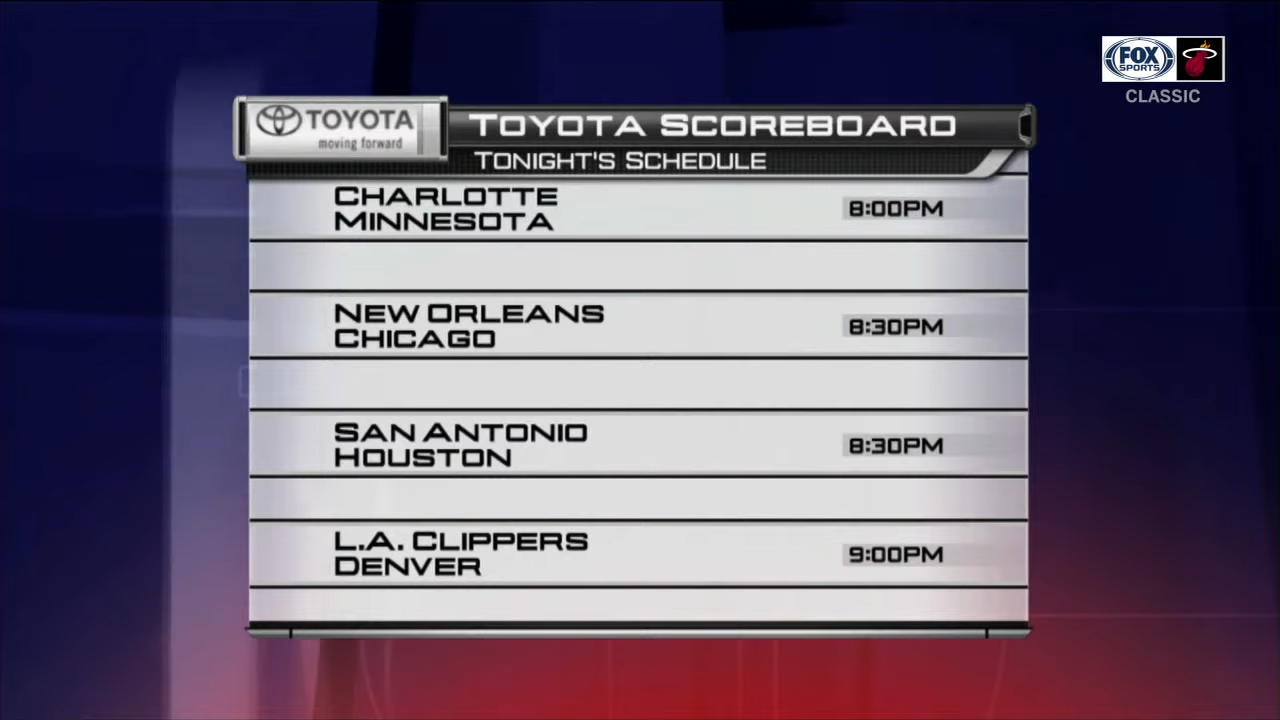 FOX
SPORTS
CLASSIC
TOYOTA
moving forward
TOYOTA SCOREBOARD
TONIGHT'S SCHEDULE
CHARLOTTE
MINNESOTA
8:00PM
NEW ORLEANS
CHICAGO
8:30PM
SAN ANTONIO
HOUSTON
8:30PM
L.A. CLIPPERS
DENVER
9:00PM